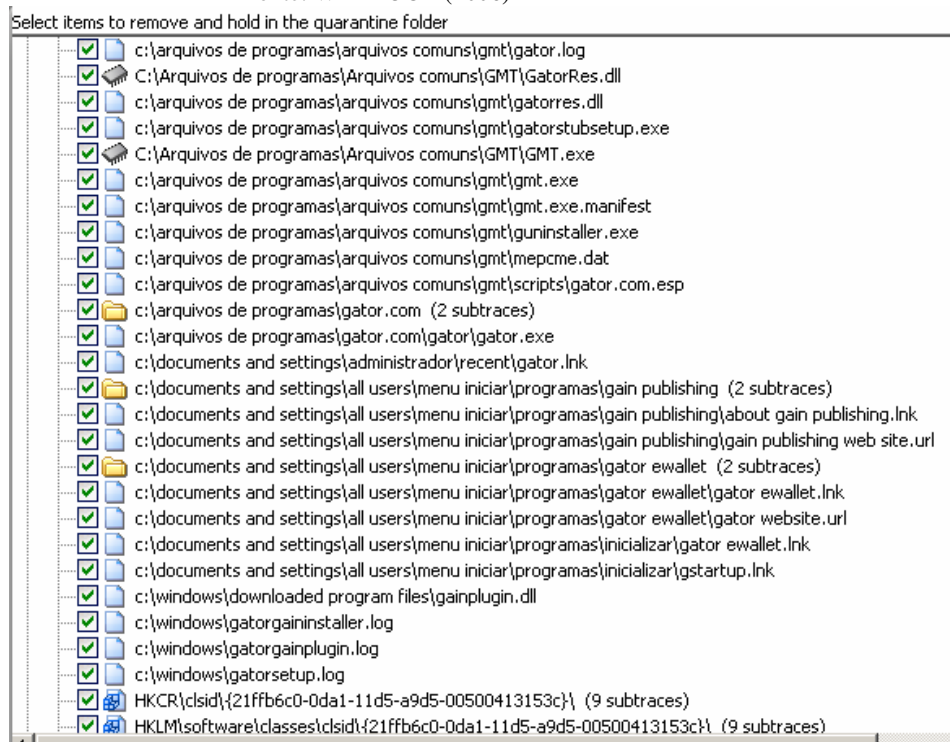 Select items to remove and hold in the quarantine folder
c:\arquivos de programas\arquivos comuns\gmt\gator.log
C:\Arquivos de programas\Arquivos comuns\GMT\GatorRes.dll
c:\arquivos de programas\arquivos comuns\gmt\gatorres.dll
c:\arquivos de programas\arquivos comuns\gmt\gatorstubsetup.exe
C:\Arquivos de programas\Arquivos comuns\GMT\GMT.exe
c:\arquivos de programas\arquivos comuns\gmt\gmt.exe
c:\arquivos de programas\arquivos comuns\gmt\gmt.exe.manifest
c:\arquivos de programas\arquivos comuns\gmt\guninstaller.exe
c:\arquivos de programas\arquivos comuns\gmt\mepcme.dat
c:\arquivos de programas\arquivos comuns\gmt\scripts\gator.com.esp
c:\arquivos de programas\gator.com (2 subtraces)
c:\arquivos de programas\gator.com\gator\gator.exe
c:\documents and settings\administrador\recent\gator.lnk
c:\documents and settings\all users\menu iniciar\programas\gain publishing (2 subtraces)
c:\documents and settings\all users\menu iniciar\programas\gain publishing\about gain publishing.lnk
c:\documents and settings\all users\menu iniciar\programas\gain publishing\gain publishing web site.url
c:\documents and settings\all users\menu iniciar\programas\gator ewallet (2 subtraces)
c:\documents and settings\all users\menu iniciar\programas\gator ewallet\gator ewallet.lnk
c:\documents and settings\all users\menu iniciar\programas\gator ewallet\gator website.url
c:\documents and settings\all users\menu iniciar\programas\inicializar\gator ewallet.lnk
c:\documents and settings\all users\menu iniciar\programas\inicializar\gstartup.lnk
c:\windows\downloaded program files\gainplugin.dll
c:\windows\gatorgaininstaller.log
c:\windows\gatorgainplugin.log
c:\windows\gatorsetup.log
HKCR\clsid\{21ffb6c0-0da1-11d5-a9d5-00500413153c}\ (9 subtraces)
HKLM\software\classes\clsid\{21ffb6c0-0da1-11d5-a9d5-00500413153c}\ (9 subtraces)